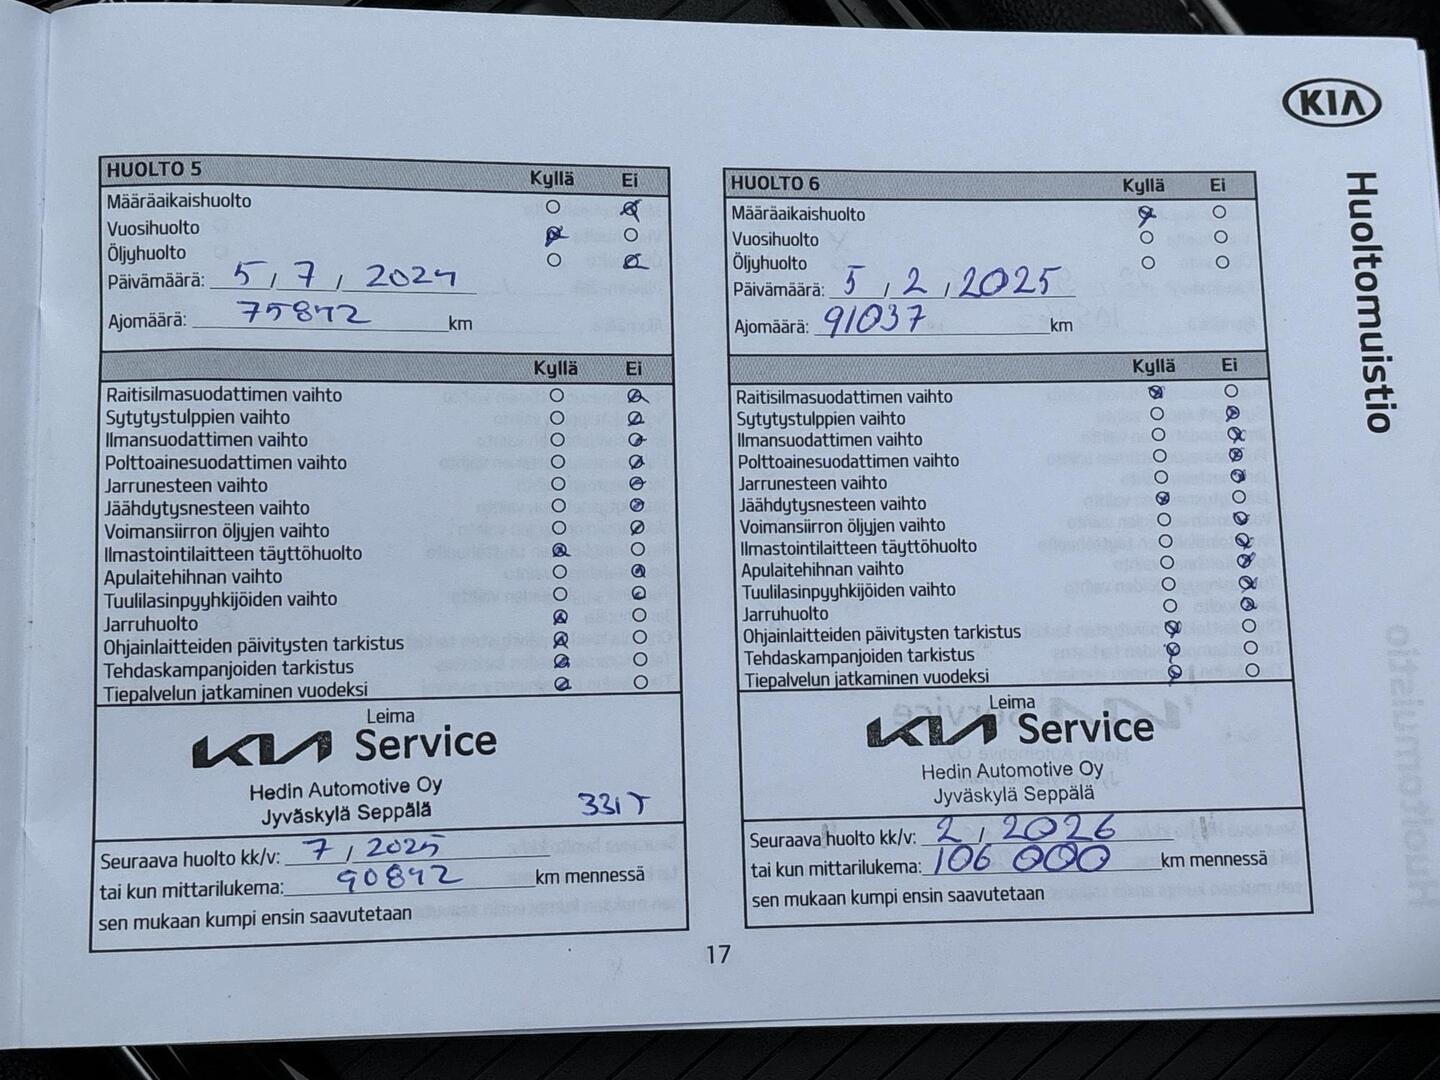 KIA
Huoltomuistio
HUOLTO 5 Kyllä Ei
Määräaikaishuolto
Vuosihuolto
Öljyhuolto
Päivämäärä: 5 / 7 / 2024
Ajomäärä: 75842 km
Kyllä Ei
Raitisilmasuodattimen vaihto
Sytytystulppien vaihto
Ilmansuodattimen vaihto
Polttoainesuodattimen vaihto
Jarrunesteen vaihto
Jäähdytysnesteen vaihto
Voimansiirron öljyjen vaihto
Ilmastointilaitteen täyttöhuolto
Apulaitehihnan vaihto
Tuulilasinpyyhkijöiden vaihto
Jarruhuolto
Ohjainlaitteiden päivitysten tarkistus
Tehdaskampanjoiden tarkistus
Tiepalvelun jatkaminen vuodeksi
Leima
KIA Service
Hedin Automotive Oy
Jyväskylä Seppälä
Seuraava huolto kk/v: 7 / 2025
tai kun mittarilukema: 90842 km mennessä
sen mukaan kumpi ensin saavutetaan
HUOLTO 6 Kyllä Ei
Määräaikaishuolto
Vuosihuolto
Öljyhuolto
Päivämäärä: 5 / 2 / 2025
Ajomäärä: 91037 km
Kyllä Ei
Raitisilmasuodattimen vaihto
Sytytystulppien vaihto
Ilmansuodattimen vaihto
Polttoainesuodattimen vaihto
Jarrunesteen vaihto
Jäähdytysnesteen vaihto
Voimansiirron öljyjen vaihto
Ilmastointilaitteen täyttöhuolto
Apulaitehihnan vaihto
Tuulilasinpyyhkijöiden vaihto
Jarruhuolto
Ohjainlaitteiden päivitysten tarkistus
Tehdaskampanjoiden tarkistus
Tiepalvelun jatkaminen vuodeksi
Leima
KIA Service
Hedin Automotive Oy
Jyväskylä Seppälä
Seuraava huolto kk/v: 2 / 2026
tai kun mittarilukema: 106 000 km mennessä
sen mukaan kumpi ensin saavutetaan
17